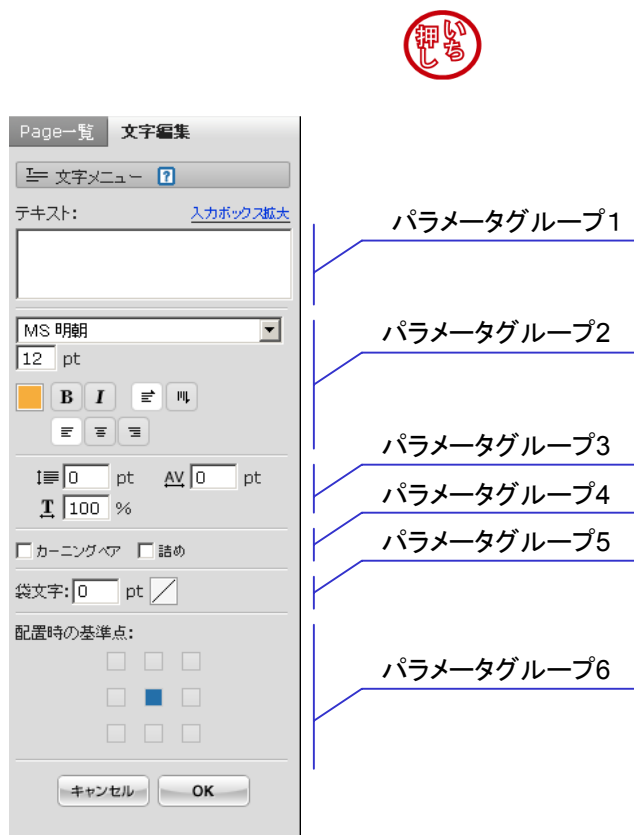 いち
押し
Page一覧 文字編集
T 文字メニュー ?
テキスト: 入力ボックス拡大
パラメータグループ1
MS 明朝
パラメータグループ2
12 pt
B I
パラメータグループ3
0 pt AV 0 pt
パラメータグループ4
T 100 %
パラメータグループ5
カーニングペア 詰め
袋文字: 0 pt
配置時の基準点:
パラメータグループ6
キャンセル OK